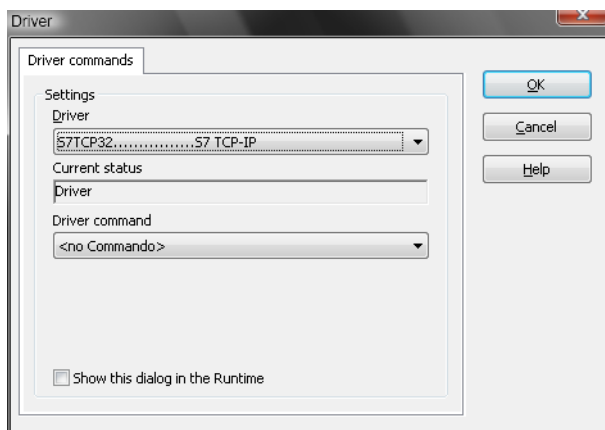 Driver
Driver commands
Settings
Driver
S7TCP32................S7 TCP-IP
Current status
Driver
Driver command
<no Commando>
Show this dialog in the Runtime
OK
Cancel
Help